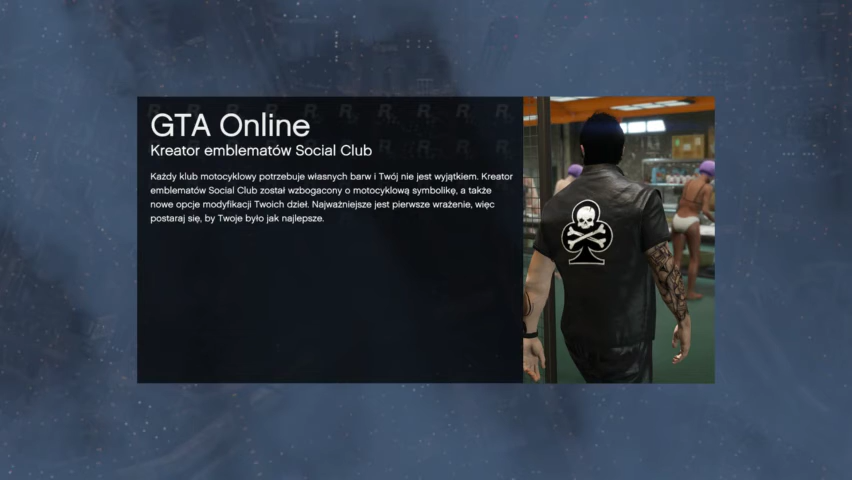 GTA Online
Kreator emblematów Social Club
Każdy klub motocyklowy potrzebuje własnych barw i Twój nie jest wyjątkiem. Kreator
emblematów Social Club został wzbogacony o motocyklową symbolikę, a także
nowe opcje modyfikacji Twoich dzieł. Najważniejsze jest pierwsze wrażenie, więc
postaraj się, by Twoje było jak najlepsze.